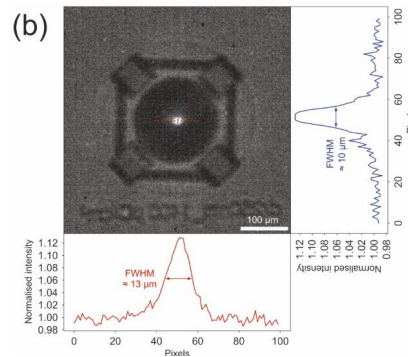 (b)
100 µm
FWHM
≈ 10 µm
0
20
40
60
80
100
1.12 1.10 1.08 1.06 1.04 1.02 1.00 0.98
Normalised intensity
Normalised intensity
1.12
1.10
1.08
1.06
1.04
1.02
1.00
0.98
FWHM
≈ 13 µm
0 20 40 60 80 100
Pixels